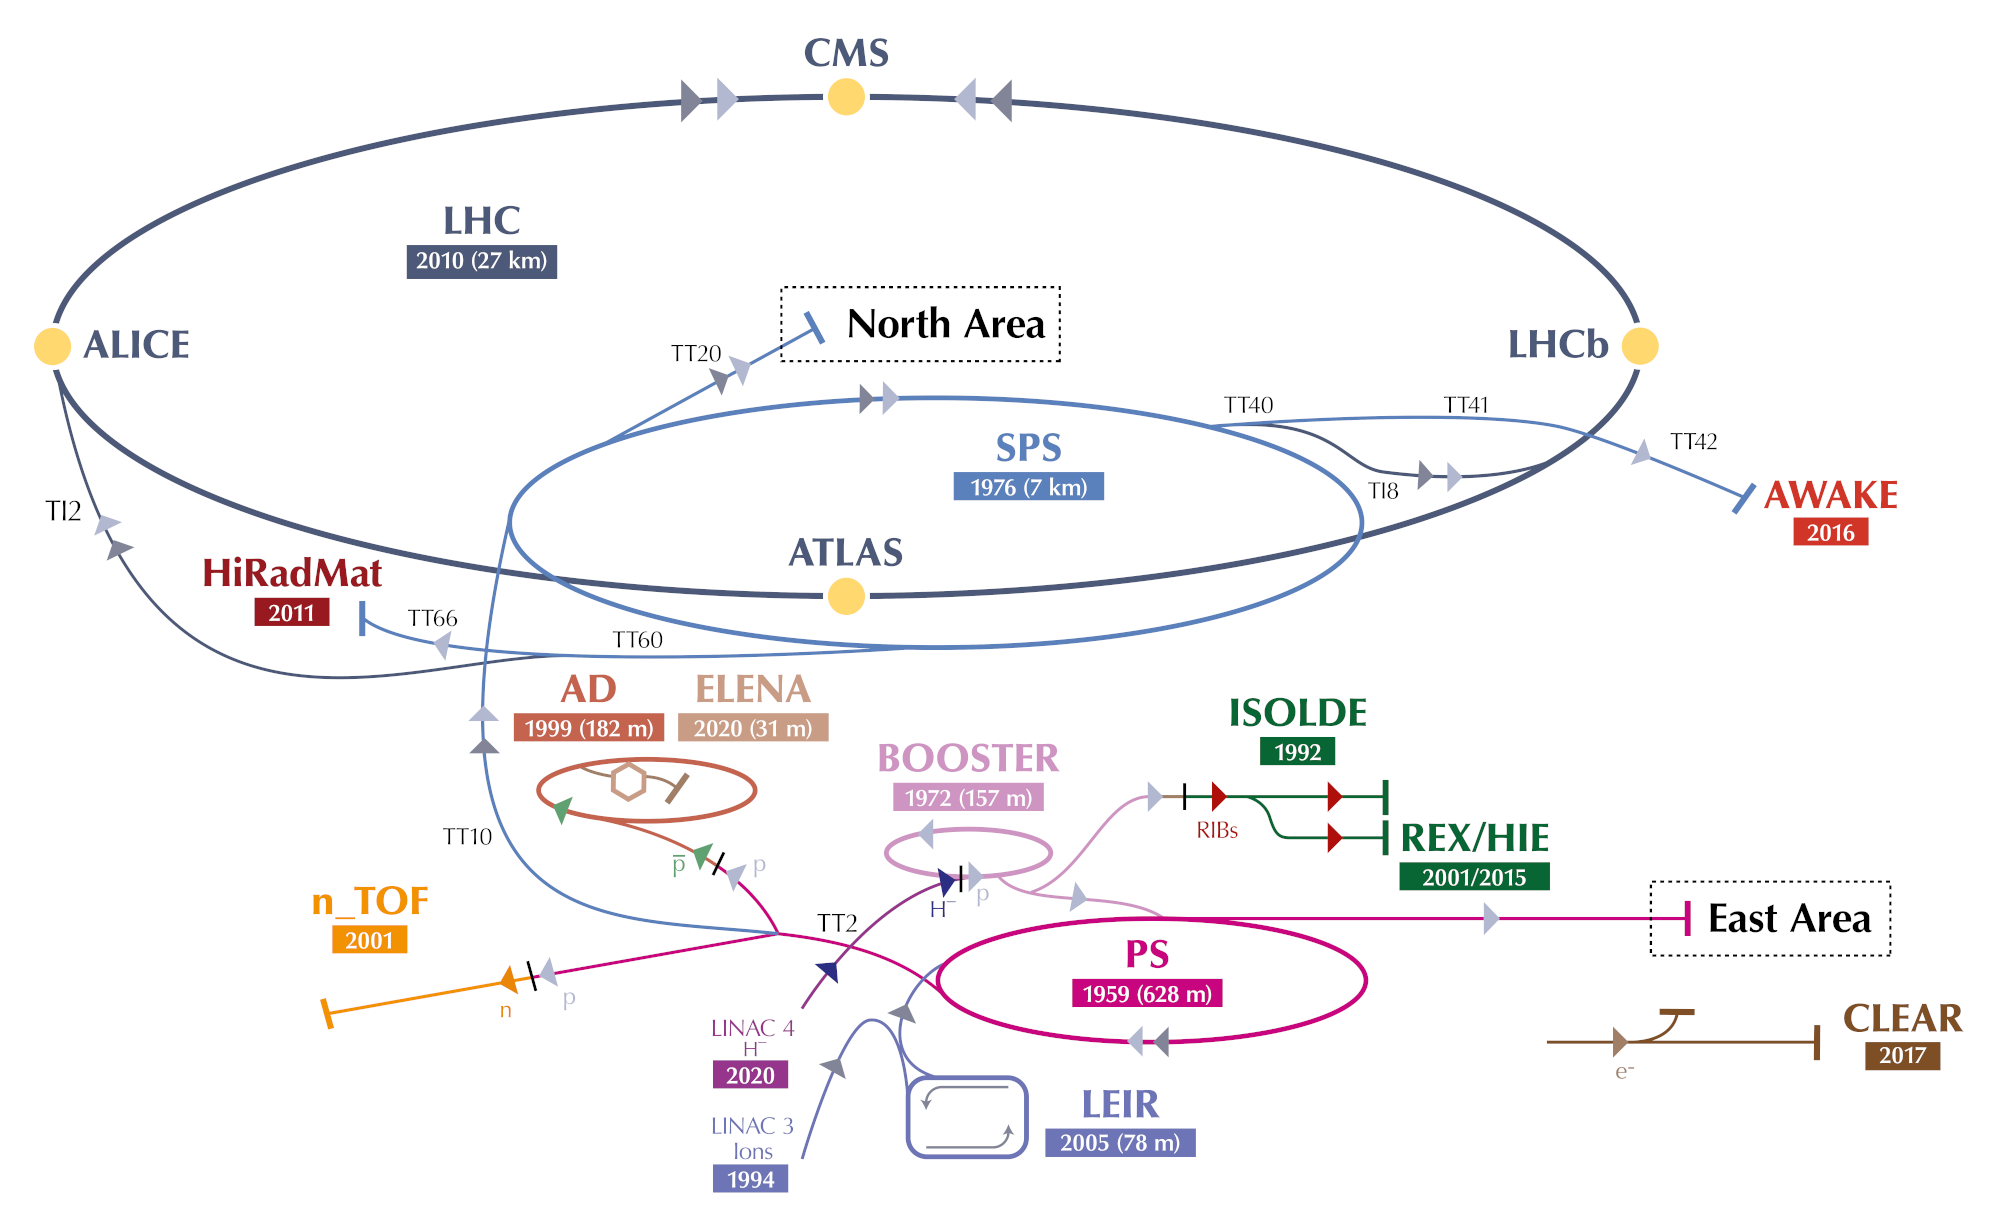 CMS
LHC
2010 (27 km)
North Area
ALICE
LHCb
TT20
TT40
TT41
TT42
SPS
1976 (7 km)
TI8
AWAKE
2016
TI2
ATLAS
HiRadMat
2011
TT66
TT60
AD
1999 (182 m)
ELENA
2020 (31 m)
ISOLDE
1992
BOOSTER
1972 (157 m)
RIBs
REX/HIE
2001/2015
TT10
p̅
p
n_TOF
2001
H⁻
p
TT2
East Area
PS
1959 (628 m)
n
p
LINAC 4
H⁻
2020
CLEAR
2017
e-
LEIR
2005 (78 m)
LINAC 3
Ions
1994